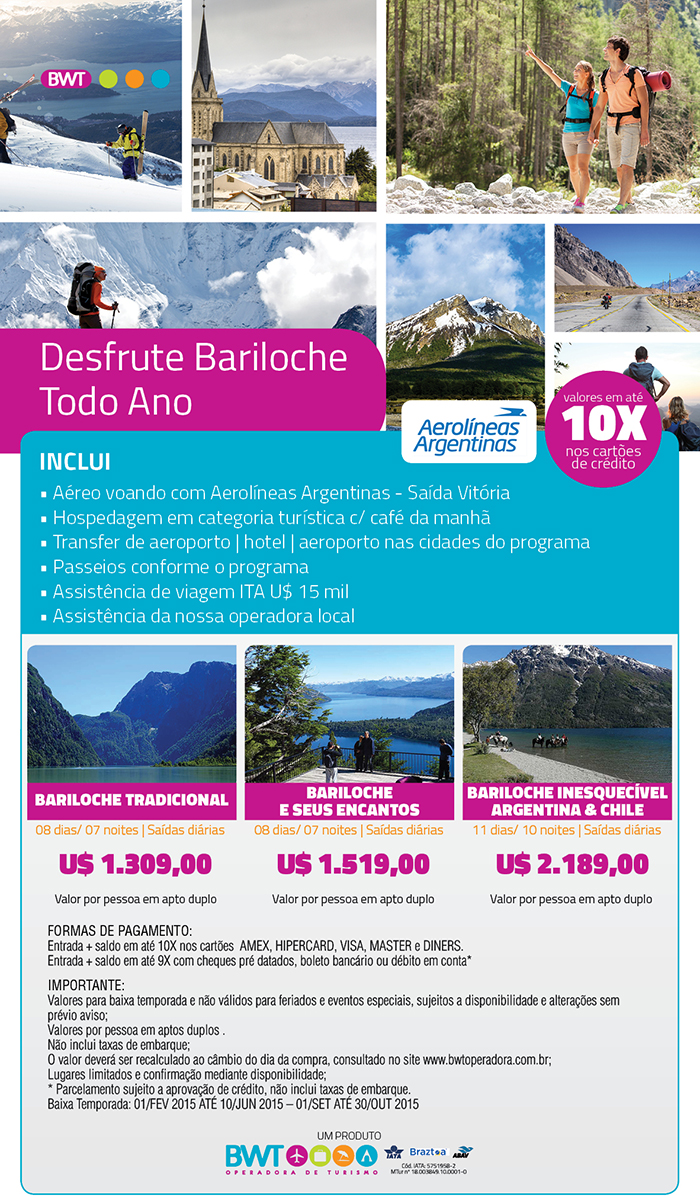 BWT
Desfrute Bariloche
Todo Ano
Aerolíneas
Argentinas
valores em até
10X
nos cartões
de crédito
INCLUI
▪ Aéreo voando com Aerolíneas Argentinas - Saída Vitória
▪ Hospedagem em categoria turística c/ café da manhã
▪ Transfer de aeroporto | hotel | aeroporto nas cidades do programa
▪ Passeios conforme o programa
▪ Assistência de viagem ITA U$ 15 mil
▪ Assistência da nossa operadora local
BARILOCHE TRADICIONAL
08 dias/ 07 noites | Saídas diárias
U$ 1.309,00
Valor por pessoa em apto duplo
BARILOCHE
E SEUS ENCANTOS
08 dias/ 07 noites | Saídas diárias
U$ 1.519,00
Valor por pessoa em apto duplo
BARILOCHE INESQUECÍVEL
ARGENTINA & CHILE
11 dias/ 10 noites | Saídas diárias
U$ 2.189,00
Valor por pessoa em apto duplo
FORMAS DE PAGAMENTO:
Entrada + saldo em até 10X nos cartões AMEX, HIPERCARD, VISA, MASTER e DINERS.
Entrada + saldo em até 9X com cheques pré datados, boleto bancário ou débito em conta*
IMPORTANTE:
Valores para baixa temporada e não válidos para feriados e eventos especiais, sujeitos a disponibilidade e alterações sem
prévio aviso;
Valores por pessoa em aptos duplos .
Não inclui taxas de embarque;
O valor deverá ser recalculado ao câmbio do dia da compra, consultado no site www.bwtoperadora.com.br;
Lugares limitados e confirmação mediante disponibilidade;
* Parcelamento sujeito a aprovação de crédito, não inclui taxas de embarque.
Baixa Temporada: 01/FEV 2015 ATÉ 10/JUN 2015 – 01/SET ATÉ 30/OUT 2015
UM PRODUTO
BWT
OPERADORA DE TURISMO
IATA
Braztoa
ABAV
Cód. IATA: 5751958-2
MTur nº 18.003849.10.0001-0